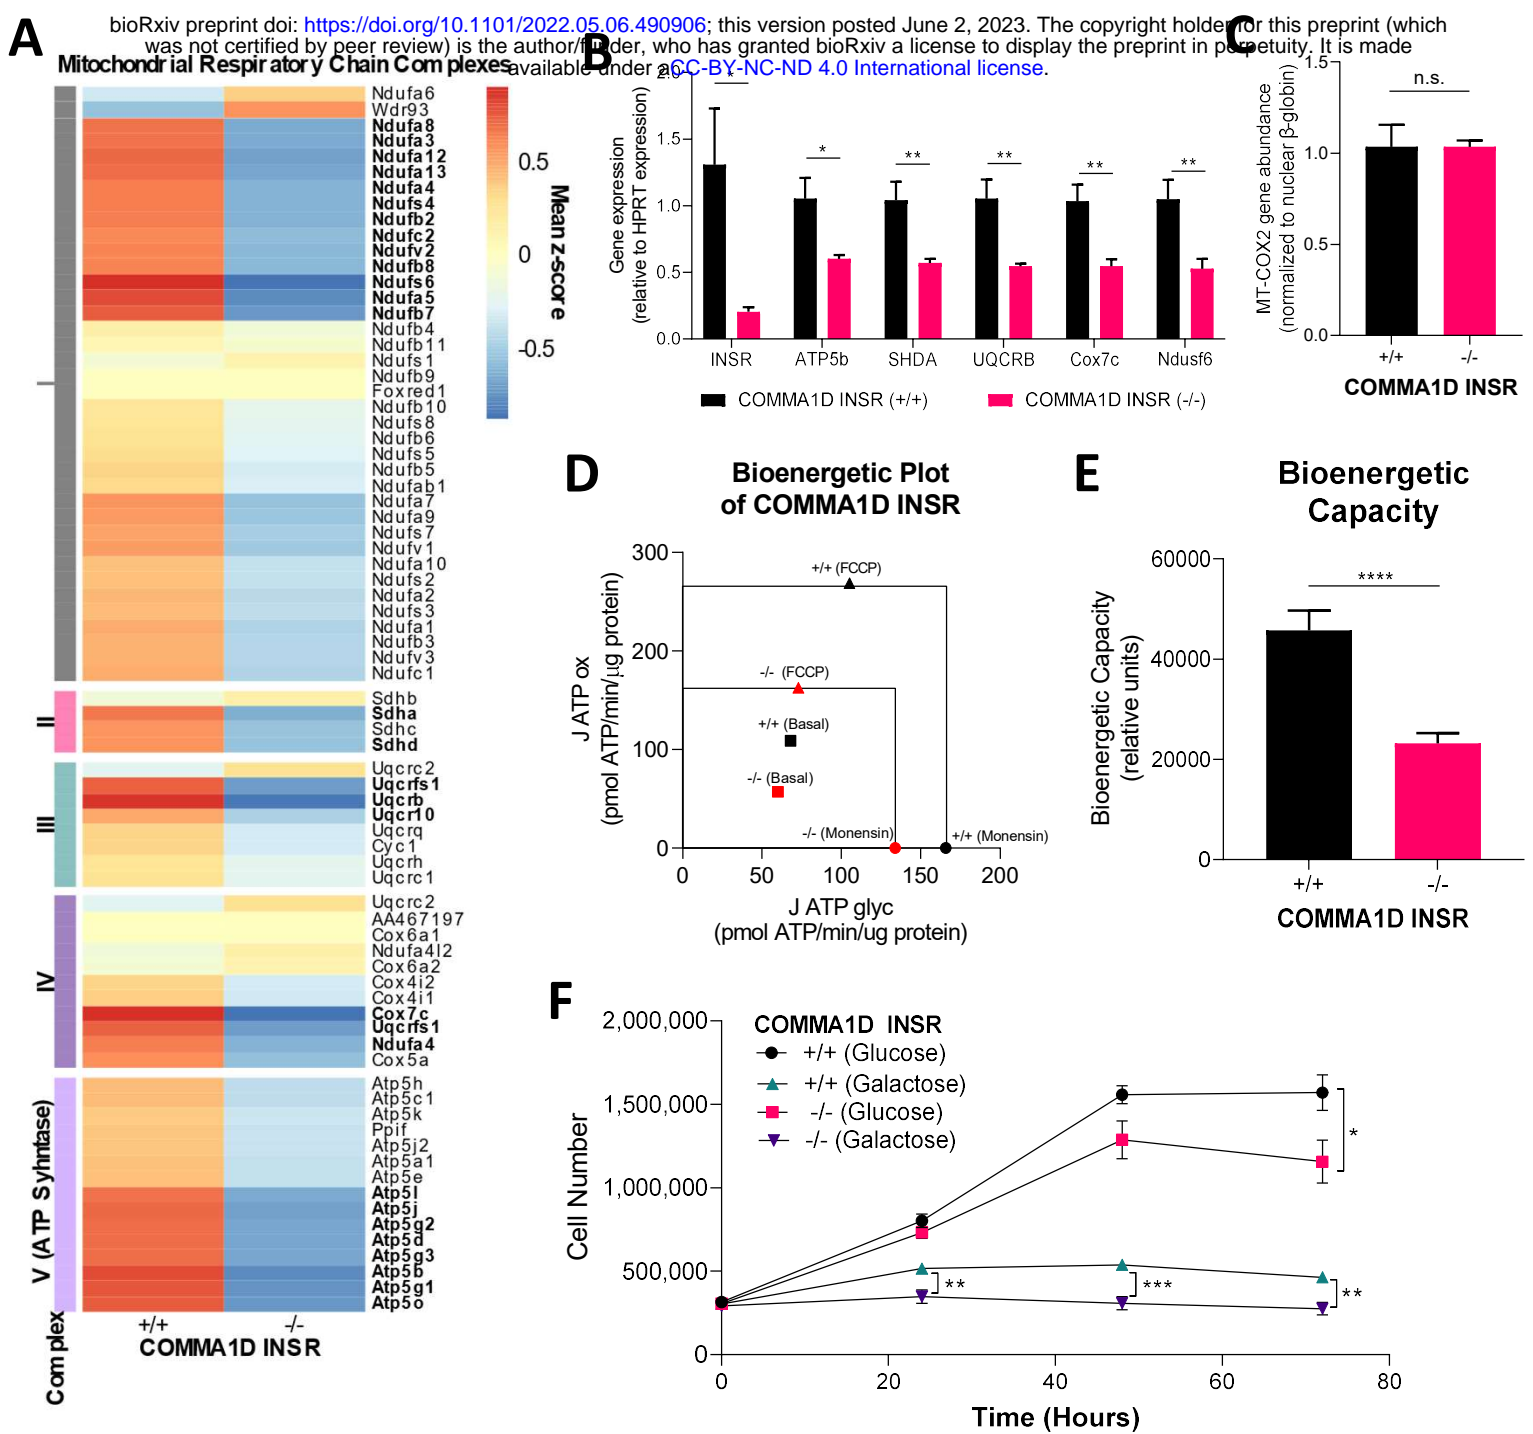 bioRxiv preprint doi: https://doi.org/10.1101/2022.05.06.490906; this version posted June 2, 2023. The copyright holder for this preprint (which
was not certified by peer review) is the author/funder, who has granted bioRxiv a license to display the preprint in perpetuity. It is made
available under aCC-BY-NC-ND 4.0 International license.
A
Mitochondrial Respiratory Chain Complexes
Ndufa6
Wdr93
Ndufa8
Ndufa3
Ndufa12
Ndufa13
Ndufa4
Ndufs4
Ndufb2
Ndufc2
Ndufv2
Ndufb8
Ndufs6
Ndufa5
Ndufb7
Ndufb4
Ndufb11
Ndufs1
Ndufb9
Foxred1
Ndufb10
Ndufs8
Ndufb6
Ndufs5
Ndufb5
Ndufab1
Ndufa7
Ndufa9
Ndufs7
Ndufv1
Ndufa10
Ndufs2
Ndufa2
Ndufs3
Ndufa1
Ndufb3
Ndufv3
Ndufc1
I
Sdhb
Sdha
Sdhc
Sdhd
II
Uqcrc2
Uqcrfs1
Uqcrb
Uqcr10
Uqcrq
Cyc1
Uqcrh
Uqcrc1
III
Uqcrc2
AA467197
Cox6a1
Ndufa4l2
Cox6a2
Cox4i2
Cox4i1
Cox7c
Uqcrfs1
Ndufa4
Cox5a
IV
Atp5h
Atp5c1
Atp5k
Ppif
Atp5j2
Atp5a1
Atp5e
Atp5l
Atp5j
Atp5g2
Atp5d
Atp5g3
Atp5b
Atp5g1
Atp5o
V (ATP Syhntase)
Complex
+/+ -/-
COMMA1D INSR
0.5
0
-0.5
Mean z-score
B
Gene expression
(relative to HPRT expression)
2.0
1.5
1.0
0.5
0.0
* * ** ** ** **
INSR ATP5b SHDA UQCRB Cox7c Ndusf6
COMMA1D INSR (+/+) COMMA1D INSR (-/-)
C
MT-COX2 gene abundance
(normalized to nuclear β-globin)
1.5
1.0
0.5
0.0
n.s.
+/+ -/-
COMMA1D INSR
D
Bioenergetic Plot
of COMMA1D INSR
J ATP ox
(pmol ATP/min/µg protein)
300
200
100
0
+/+ (FCCP)
-/- (FCCP)
+/+ (Basal)
-/- (Basal)
-/- (Monensin)
+/+ (Monensin)
0 50 100 150 200
J ATP glyc
(pmol ATP/min/ug protein)
E
Bioenergetic
Capacity
Bioenergetic Capacity
(relative units)
60000
40000
20000
0
****
+/+ -/-
COMMA1D INSR
F
Cell Number
2,000,000
1,500,000
1,000,000
500,000
0
COMMA1D INSR
+/+ (Glucose)
+/+ (Galactose)
-/- (Glucose)
-/- (Galactose)
*
**
***
**
0 20 40 60 80
Time (Hours)